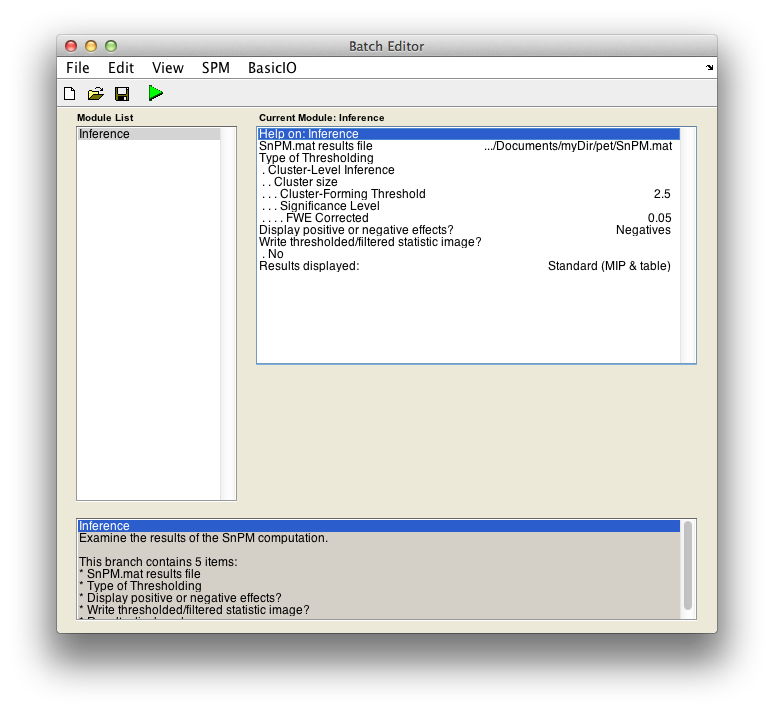 Batch Editor
File Edit View SPM BasicIO
Module List
Inference
Current Module: Inference
Help on: Inference
SnPM.mat results file .../Documents/myDir/pet/SnPM.mat
Type of Thresholding
. Cluster-Level Inference
. . Cluster size
. . . Cluster-Forming Threshold 2.5
. . . Significance Level
. . . . FWE Corrected 0.05
Display positive or negative effects? Negatives
Write thresholded/filtered statistic image?
. No
Results displayed: Standard (MIP & table)
Inference
Examine the results of the SnPM computation.
This branch contains 5 items:
* SnPM.mat results file
* Type of Thresholding
* Display positive or negative effects?
* Write thresholded/filtered statistic image?